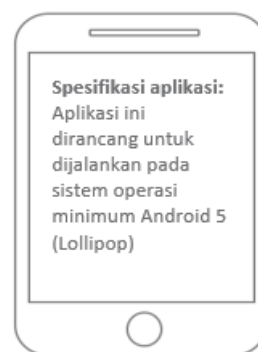 Spesifikasi aplikasi:
Aplikasi ini
dirancang untuk
dijalankan pada
sistem operasi
minimum Android 5
(Lollipop)